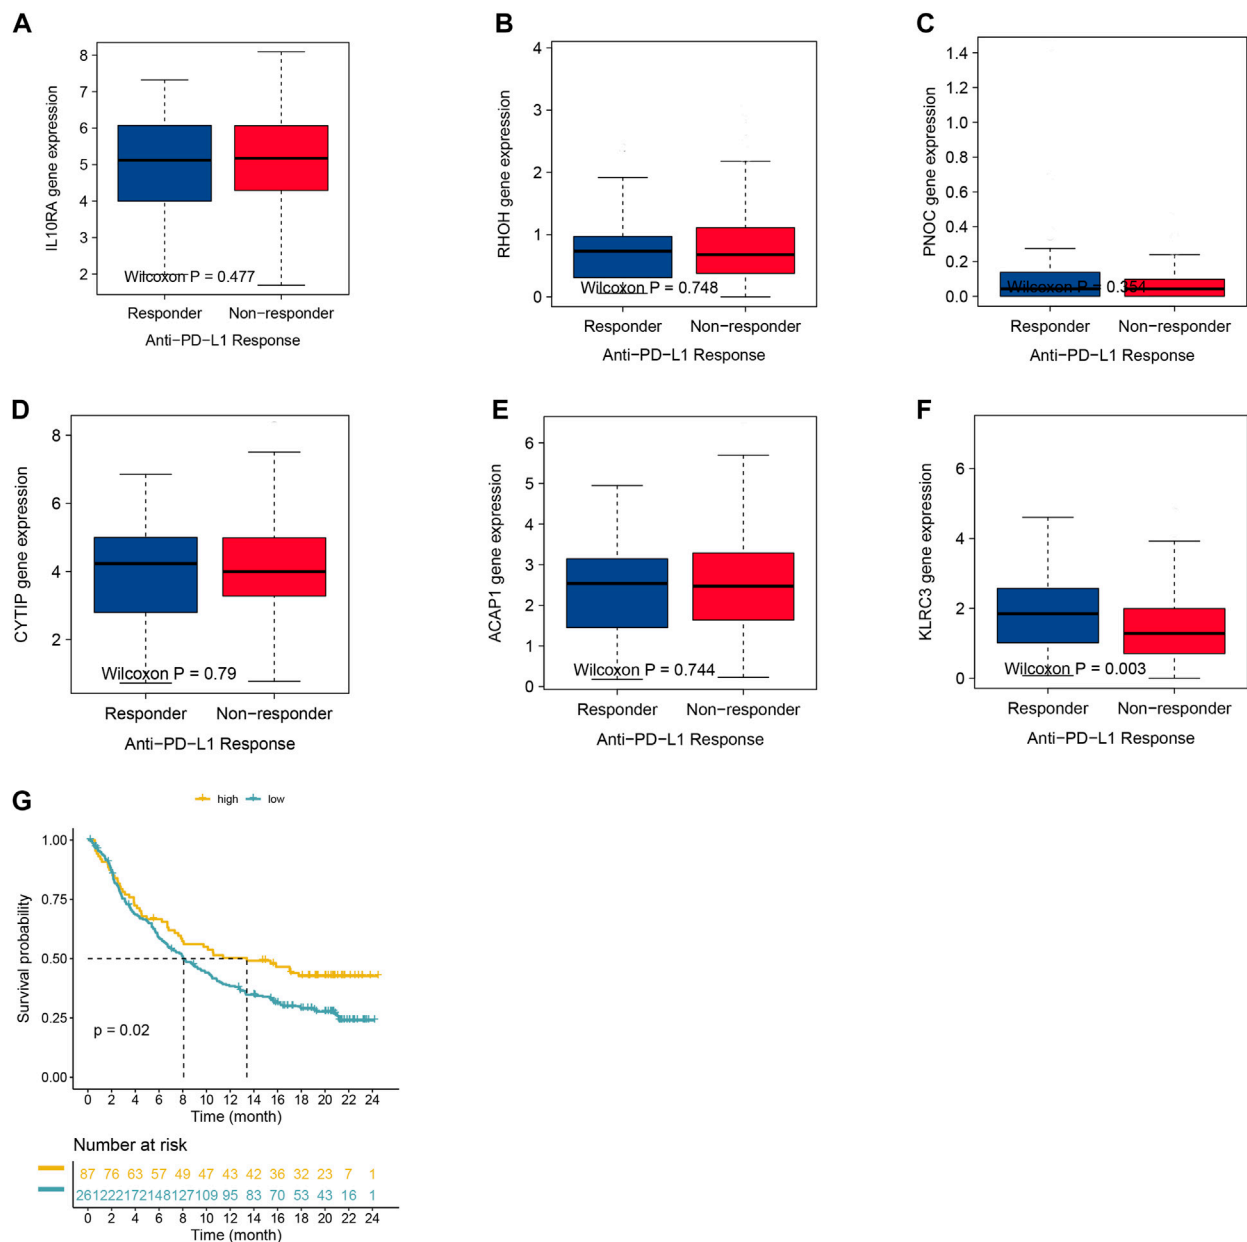 A
IL10RA gene expression
8
7
6
5
4
3
2
Wilcoxon P = 0.477
Responder Non-responder
Anti-PD-L1 Response
B
RHOH gene expression
4
3
2
1
0
Wilcoxon P = 0.748
Responder Non-responder
Anti-PD-L1 Response
C
PNOC gene expression
1.4
1.2
1.0
0.8
0.6
0.4
0.2
0.0
Wilcoxon P = 0.354
Responder Non-responder
Anti-PD-L1 Response
D
CYTIP gene expression
8
6
4
2
Wilcoxon P = 0.79
Responder Non-responder
Anti-PD-L1 Response
E
ACAP1 gene expression
6
5
4
3
2
1
0
Wilcoxon P = 0.744
Responder Non-responder
Anti-PD-L1 Response
F
KLRC3 gene expression
6
4
2
0
Wilcoxon P = 0.003
Responder Non-responder
Anti-PD-L1 Response
G
high low
Survival probability
1.00
0.75
0.50
0.25
0.00
p = 0.02
0 2 4 6 8 10 12 14 16 18 20 22 24
Time (month)
Number at risk
87 76 63 57 49 47 43 42 36 32 23 7 1
261 222 172 148 127 109 95 83 70 53 43 16 1
0 2 4 6 8 10 12 14 16 18 20 22 24
Time (month)